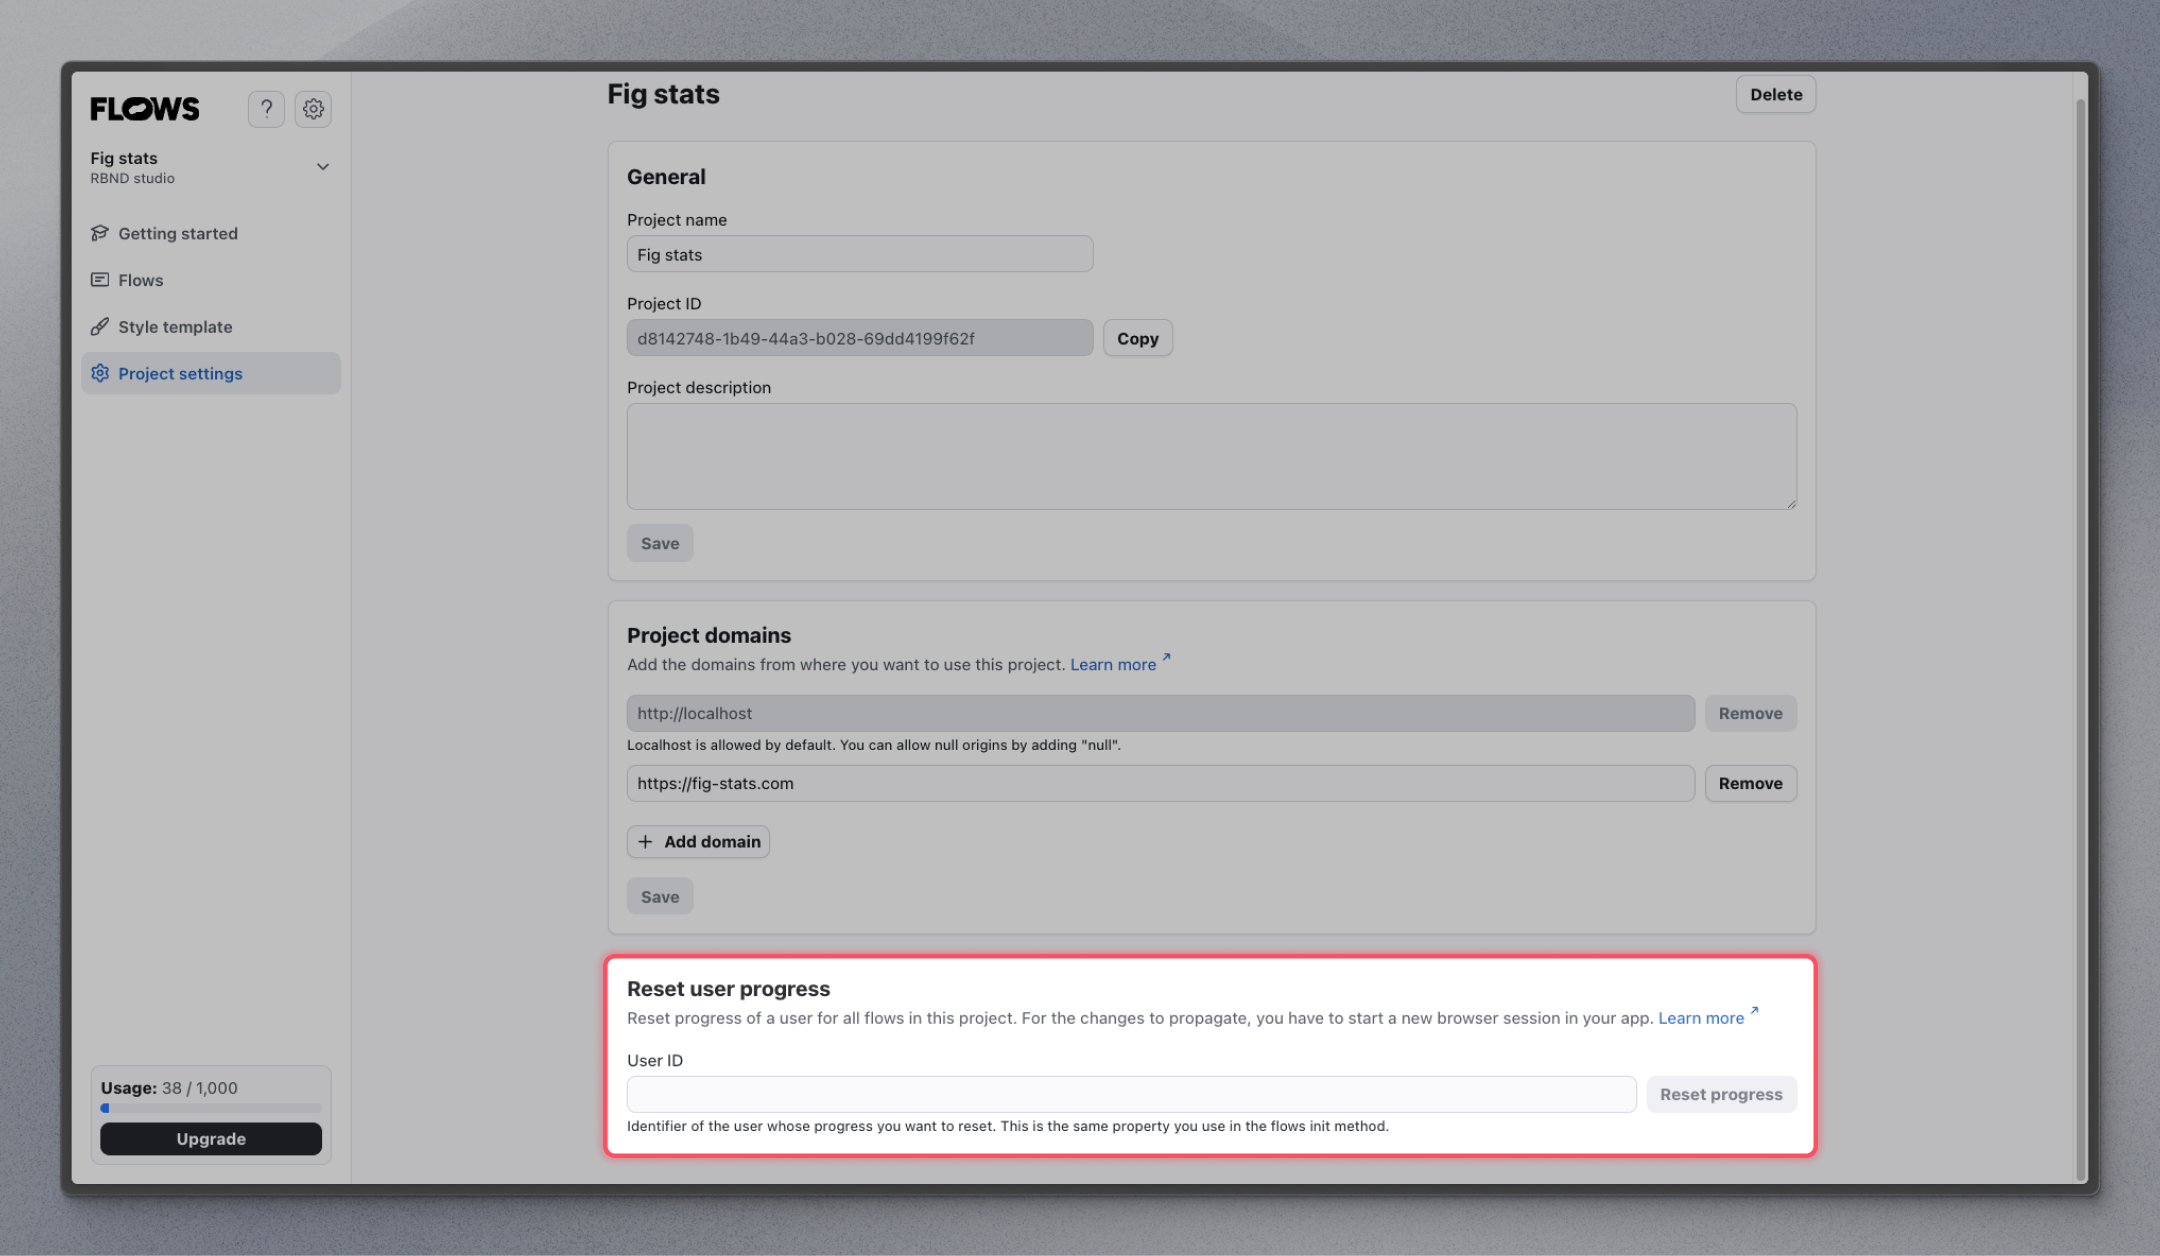 FLOWS
?
Fig stats
RBND studio
Getting started
Flows
Style template
Project settings
Usage: 38 / 1,000
Upgrade
Fig stats
Delete
General
Project name
Fig stats
Project ID
d8142748-1b49-44a3-b028-69dd4199f62f
Copy
Project description
Save
Project domains
Add the domains from where you want to use this project. Learn more
http://localhost
Remove
Localhost is allowed by default. You can allow null origins by adding "null".
https://fig-stats.com
Remove
Add domain
Save
Reset user progress
Reset progress of a user for all flows in this project. For the changes to propagate, you have to start a new browser session in your app. Learn more
User ID
Reset progress
Identifier of the user whose progress you want to reset. This is the same property you use in the flows init method.